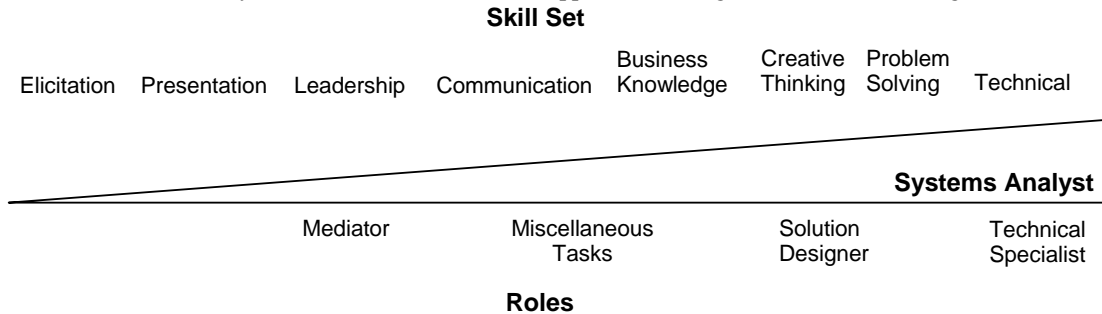 Skill Set
Elicitation Presentation Leadership Communication Business Knowledge Creative Thinking Problem Solving Technical
Systems Analyst
Mediator Miscellaneous Tasks Solution Designer Technical Specialist
Roles